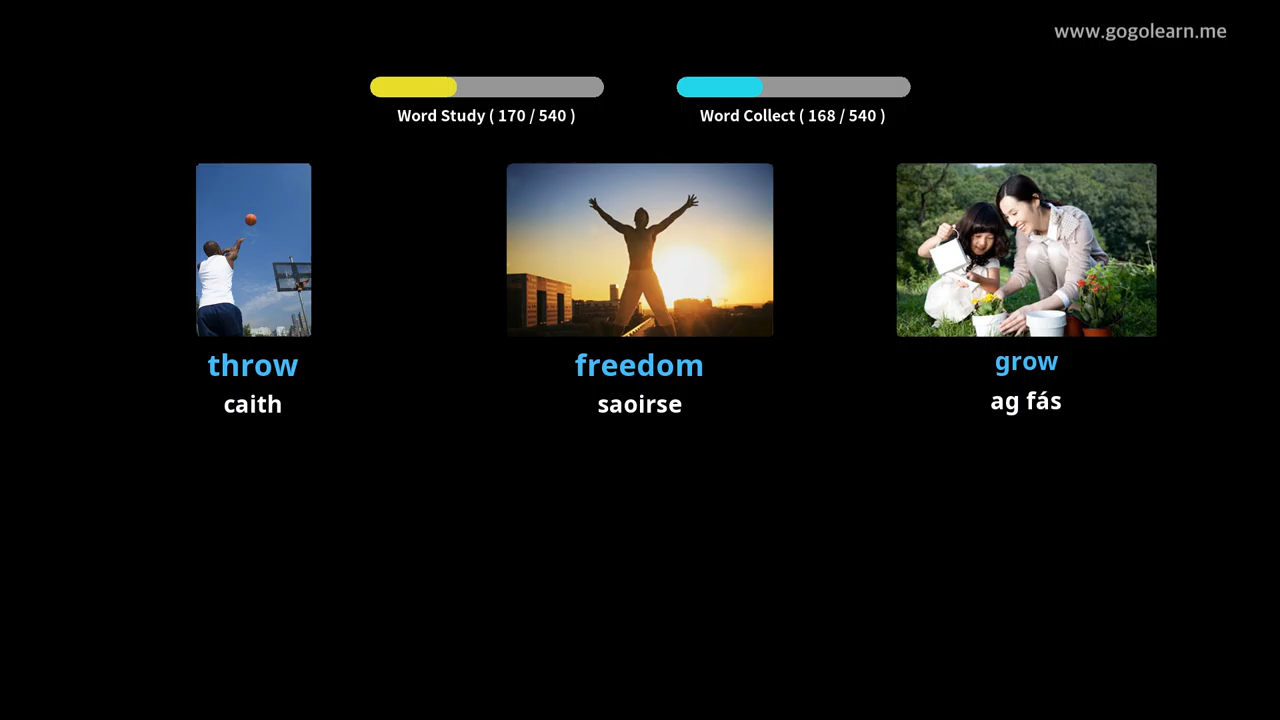 www.gogolearn.me
Word Study ( 170 / 540 )
Word Collect ( 168 / 540 )
throw
caith
freedom
saoirse
grow
ag fás